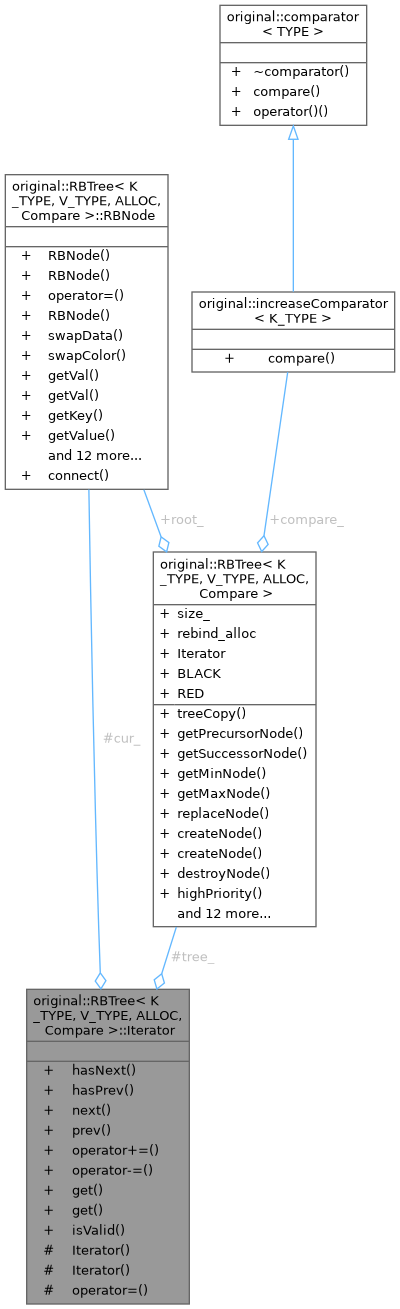 original::comparator
< TYPE >
+ ~comparator()
+ compare()
+ operator()()
original::RBTree< K
_TYPE, V_TYPE, ALLOC,
Compare >::RBNode
+ RBNode()
+ RBNode()
+ operator=()
+ RBNode()
+ swapData()
+ swapColor()
+ getVal()
+ getVal()
+ getKey()
+ getValue()
and 12 more...
+ connect()
original::increaseComparator
< K_TYPE >
+ compare()
+root_
+compare_
original::RBTree< K
_TYPE, V_TYPE, ALLOC,
Compare >
+ size_
+ rebind_alloc
+ Iterator
+ BLACK
+ RED
+ treeCopy()
+ getPrecursorNode()
+ getSuccessorNode()
+ getMinNode()
+ getMaxNode()
+ replaceNode()
+ createNode()
+ createNode()
+ destroyNode()
+ highPriority()
and 12 more...
#cur_
#tree_
original::RBTree< K
_TYPE, V_TYPE, ALLOC,
Compare >::Iterator
+ hasNext()
+ hasPrev()
+ next()
+ prev()
+ operator+=()
+ operator-=()
+ get()
+ get()
+ isValid()
# Iterator()
# Iterator()
# operator=()